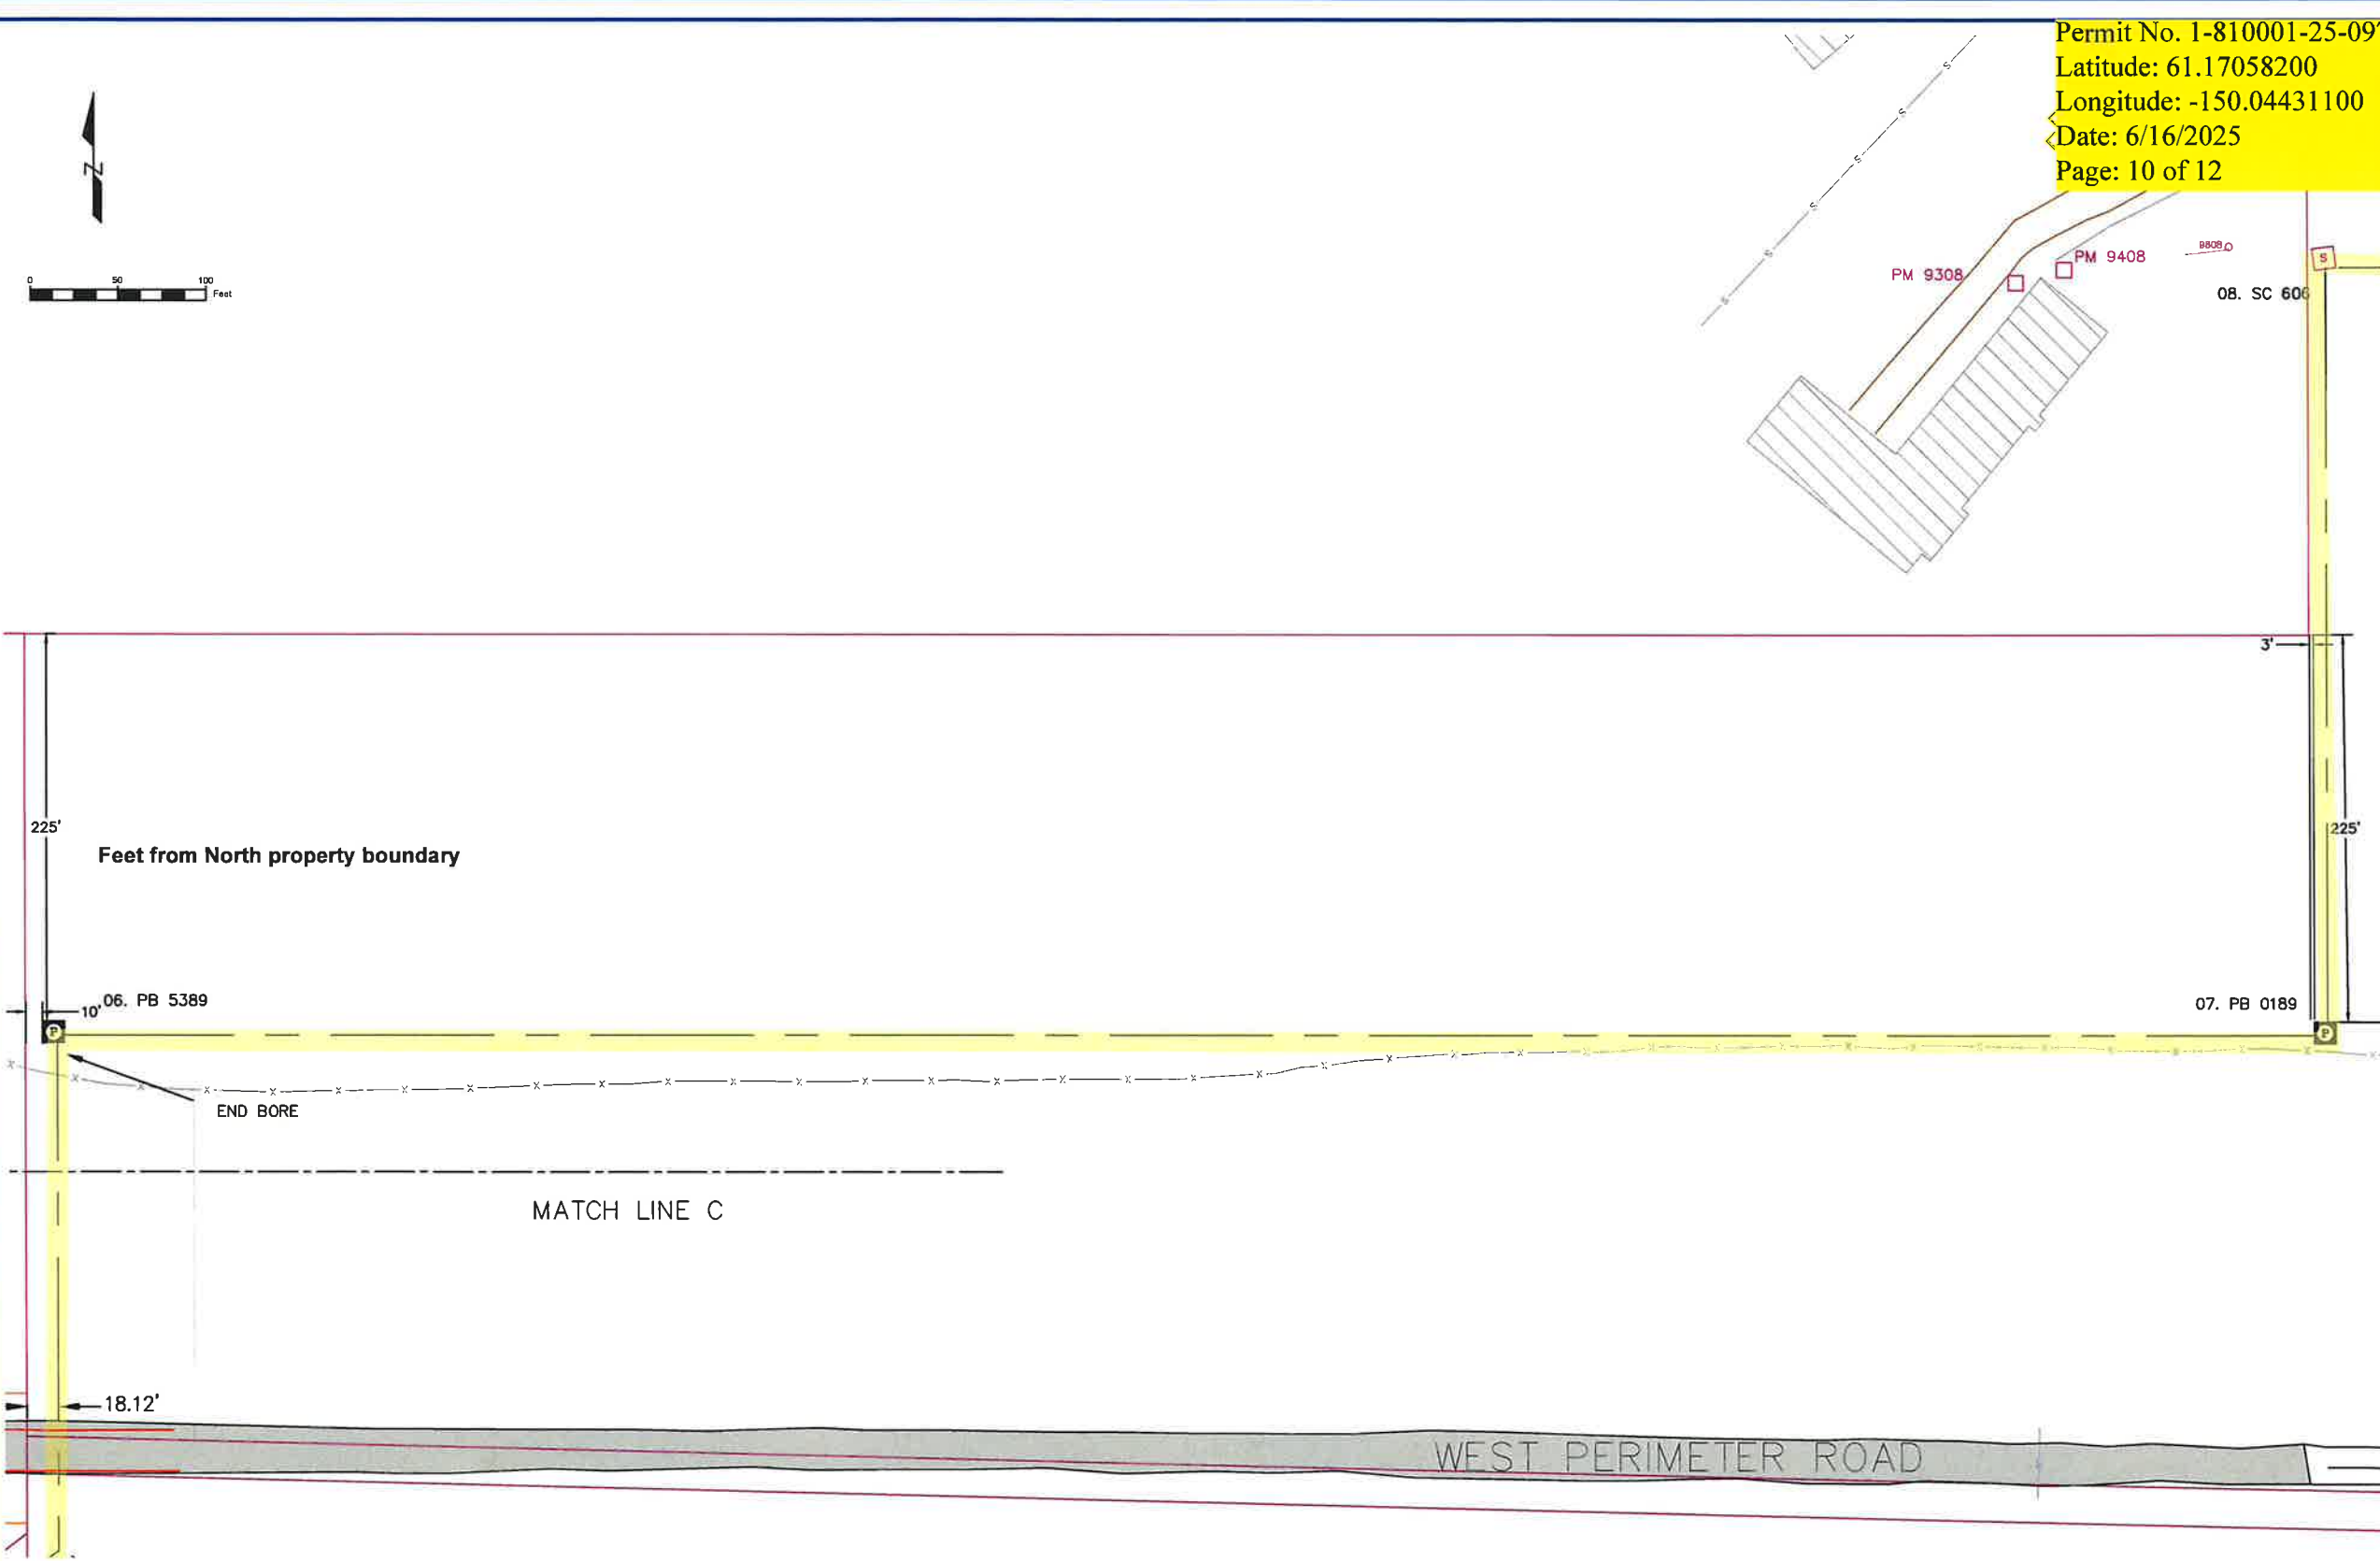 Permit No. 1-810001-25-09
Latitude: 61.17058200
Longitude: -150.04431100
Date: 6/16/2025
Page: 10 of 12
N
0 50 100
Feet
S
S
S
S
S
S
PM 9308
PM 9408
9808
S
08. SC 606
3'
225'
225'
Feet from North property boundary
10'
06. PB 5389
07. PB 0189
P
P
END BORE
MATCH LINE C
18.12'
WEST PERIMETER ROAD